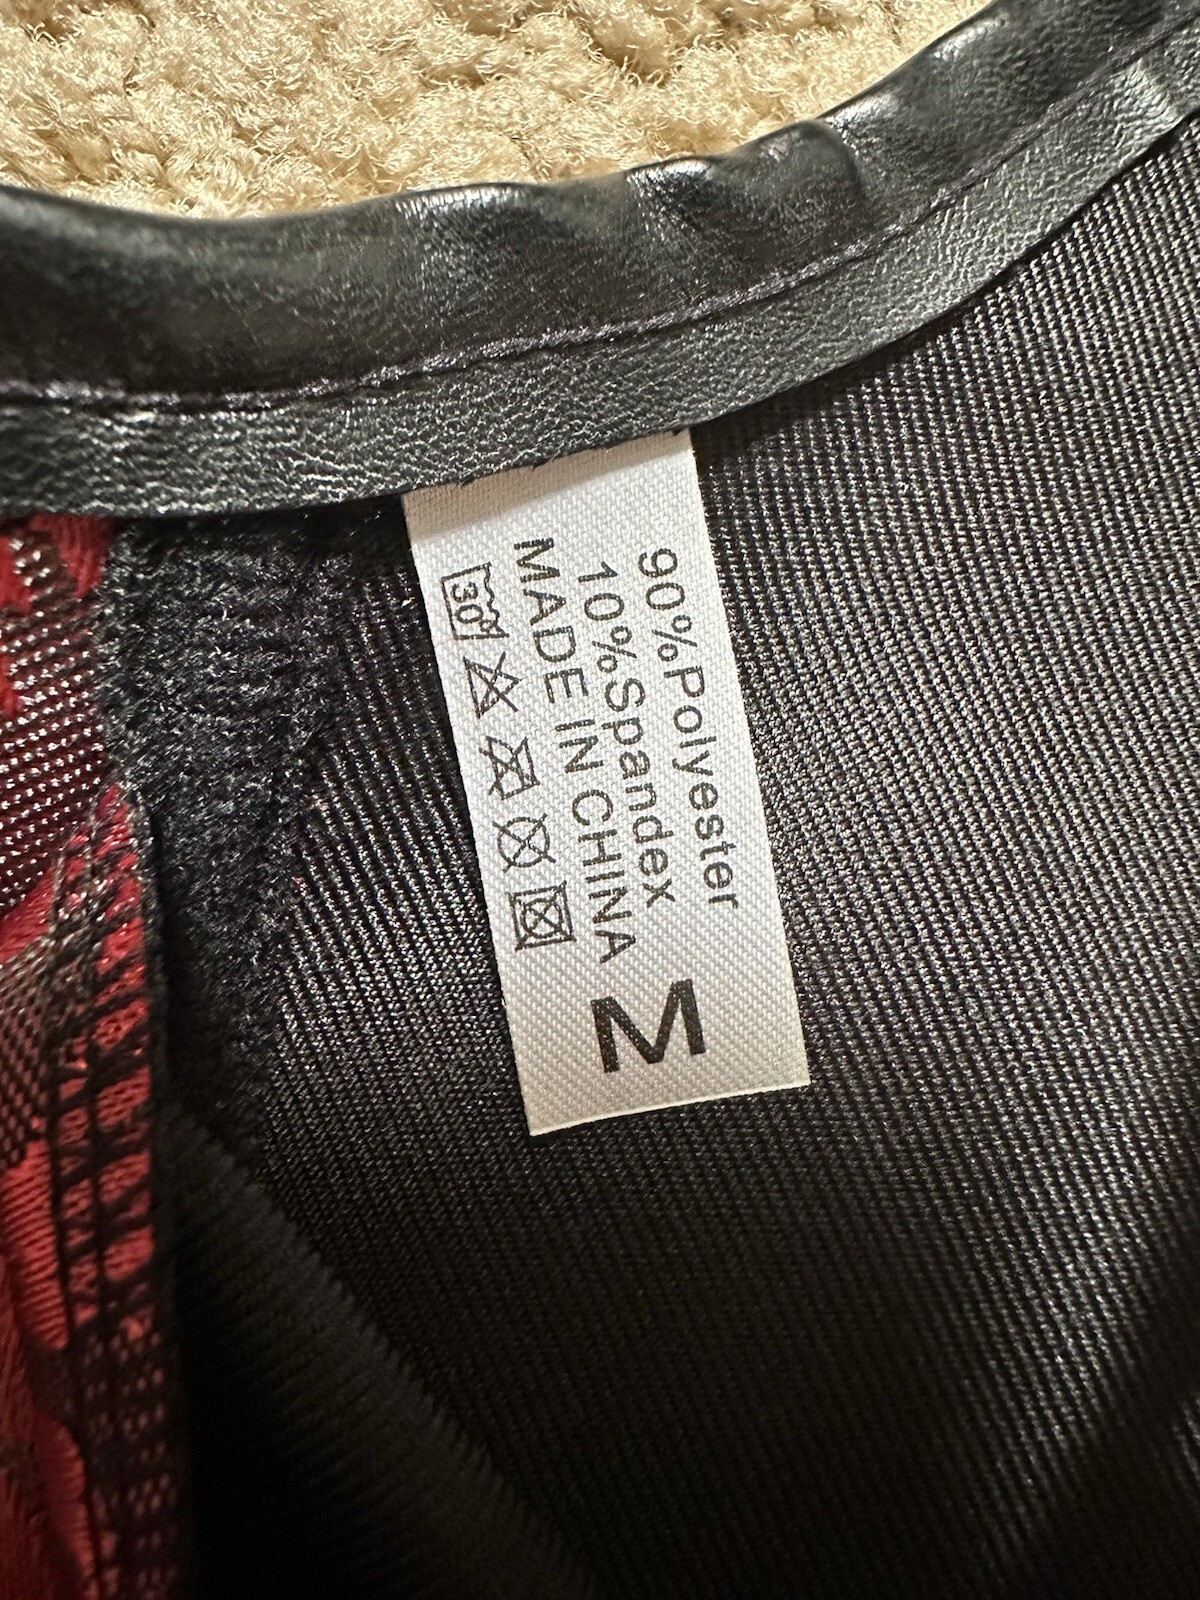 90%Polyester
10%Spandex
MADE IN CHINA
30°
M